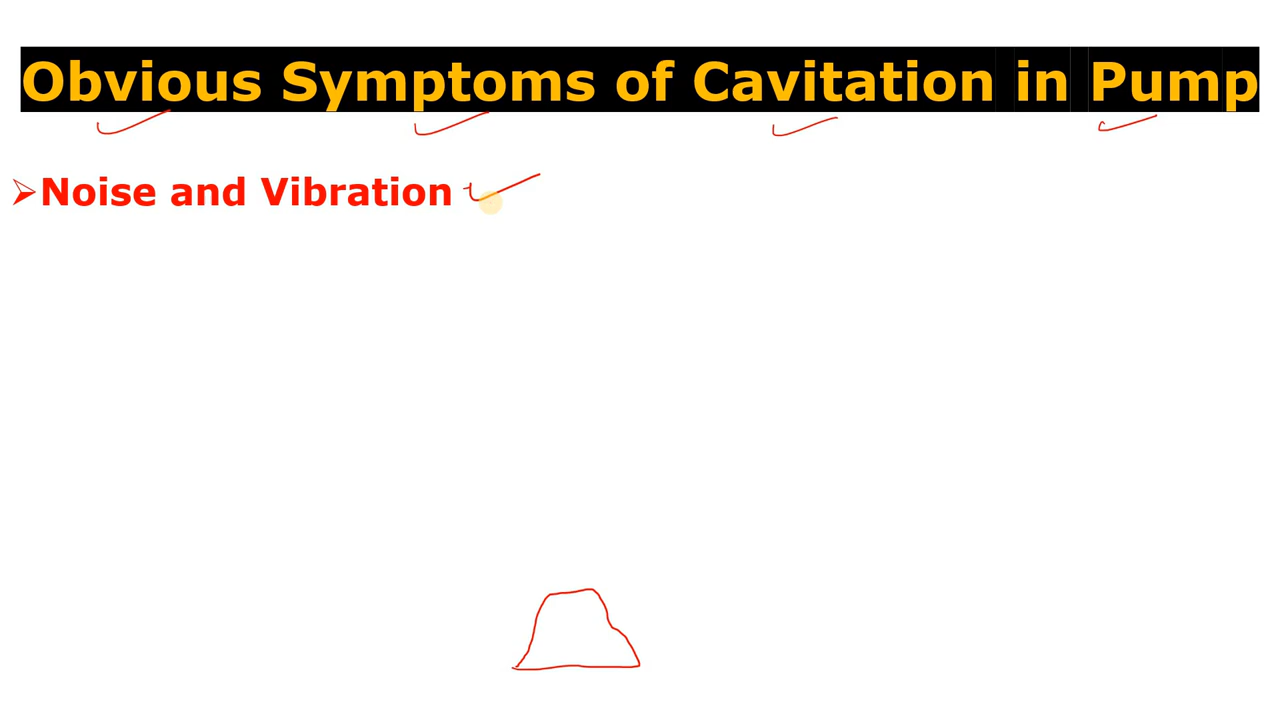 Obvious Symptoms of Cavitation in Pump
➢Noise and Vibration